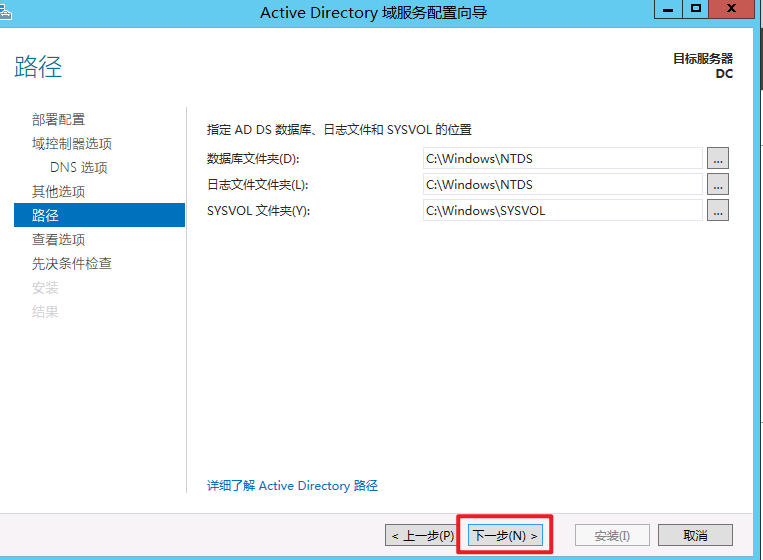 Active Directory 域服务配置向导
路径
目标服务器
DC
部署配置
域控制器选项
DNS 选项
其他选项
路径
查看选项
先决条件检查
安装
结果
指定 AD DS 数据库、日志文件和 SYSVOL 的位置
数据库文件夹(D): C:\Windows\NTDS ...
日志文件文件夹(L): C:\Windows\NTDS ...
SYSVOL 文件夹(Y): C:\Windows\SYSVOL ...
详细了解 Active Directory 路径
< 上一步(P) 下一步(N) > 安装(I) 取消